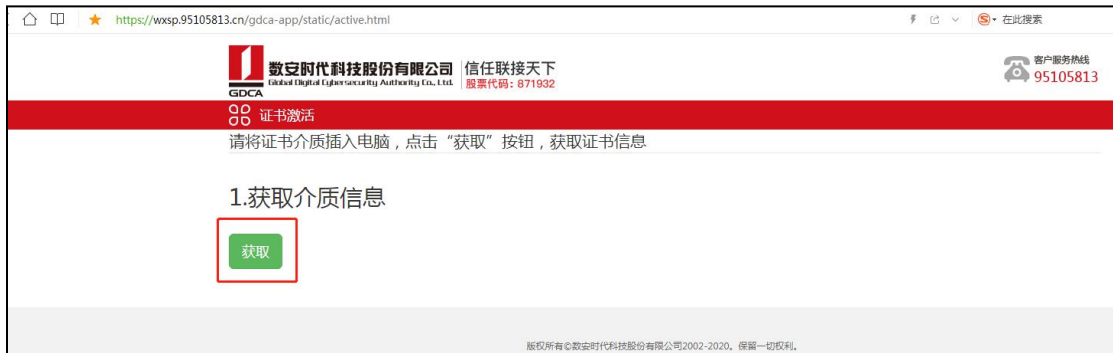 https://wxsp.95105813.cn/gdca-app/static/active.html
在此搜索
数安时代科技股份有限公司
Global Digital Cybersecurity Authority Co., Ltd.
GDCA
信任联接天下
股票代码:871932
客户服务热线
95105813
证书激活
请将证书介质插入电脑,点击“获取”按钮,获取证书信息
1.获取介质信息
获取
版权所有©数安时代科技股份有限公司2002-2020。保留一切权利。